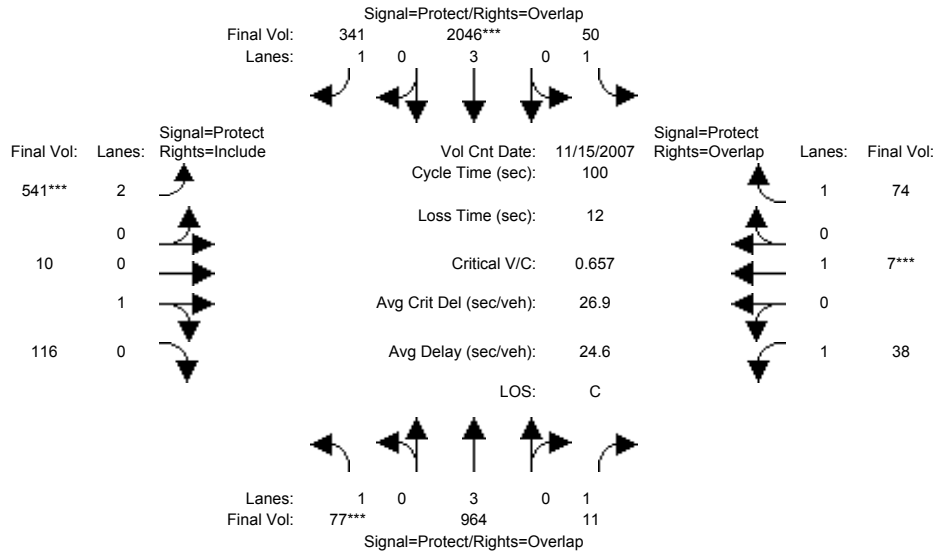 Signal=Protect/Rights=Overlap
Final Vol: 341 2046*** 50
Lanes: 1 0 3 0 1
Signal=Protect
Rights=Include
Final Vol: Lanes:
541*** 2
0
10 0
1
116 0
Vol Cnt Date: 11/15/2007
Cycle Time (sec): 100
Loss Time (sec): 12
Critical V/C: 0.657
Avg Crit Del (sec/veh): 26.9
Avg Delay (sec/veh): 24.6
LOS: C
Signal=Protect
Rights=Overlap
Lanes: Final Vol:
1 74
0
1 7***
0
1 38
Lanes: 1 0 3 0 1
Final Vol: 77*** 964 11
Signal=Protect/Rights=Overlap